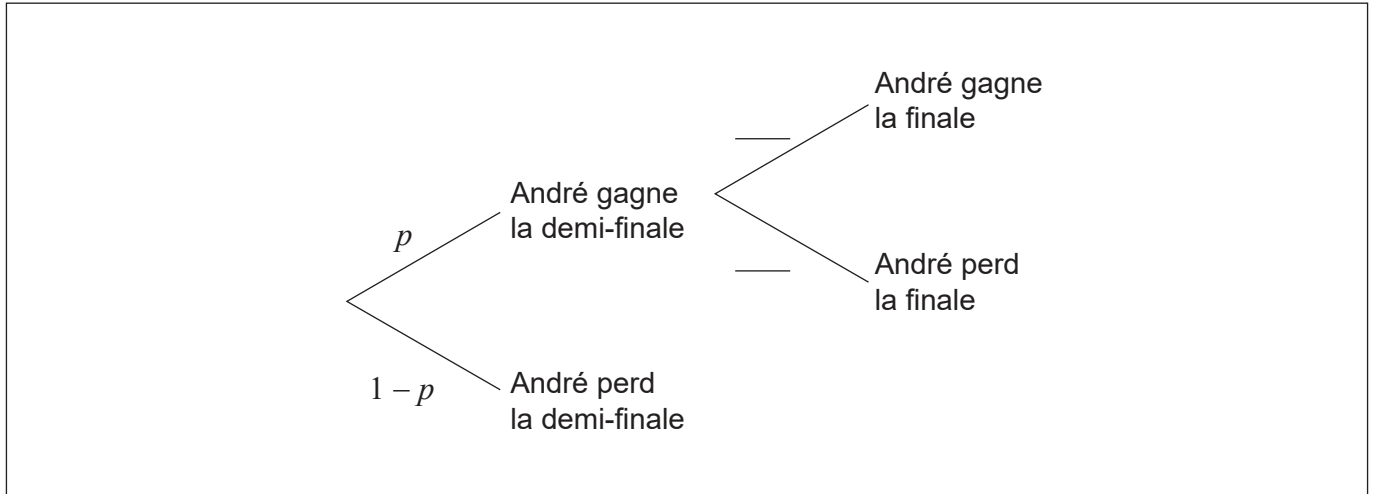 André gagne
la finale
André gagne
la demi-finale
p
André perd
la finale
André perd
la demi-finale
1 – p